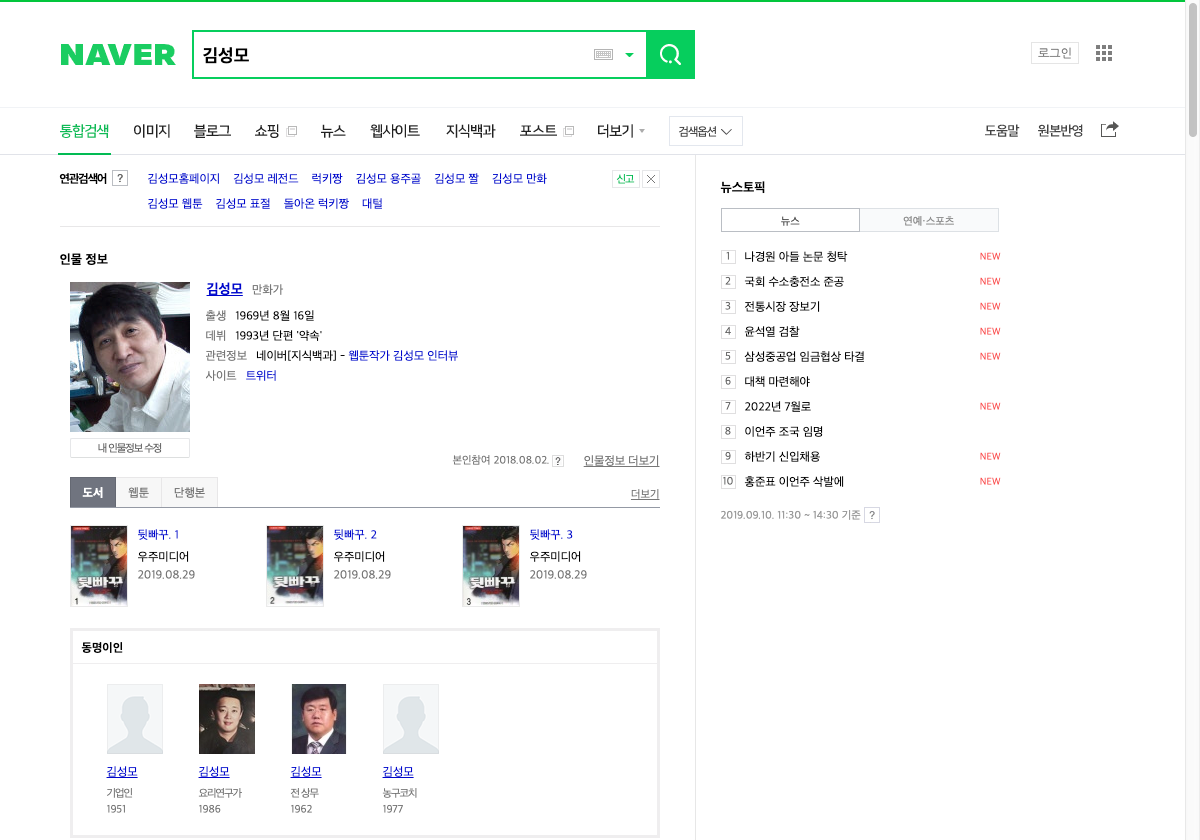 NAVER
김성모
로그인
통합검색 이미지 블로그 쇼핑 뉴스 웹사이트 지식백과 포스트 더보기 검색옵션 도움말 원본반영
연관검색어 ? 김성모홈페이지 김성모 레전드 럭키짱 김성모 용주골 김성모 짤 김성모 만화 신고
김성모 웹툰 김성모 표절 돌아온 럭키짱 대털
인물 정보
김성모 만화가
출생 1969년 8월 16일
데뷔 1993년 단편 '약속'
관련정보 네이버[지식백과] - 웹툰작가 김성모 인터뷰
사이트 트위터
내 인물정보 수정
본인참여 2018.08.02. ? 인물정보 더보기
도서 웹툰 단행본 더보기
뒷빠꾸. 1
우주미디어
2019.08.29
뒷빠꾸
1
뒷빠꾸. 2
우주미디어
2019.08.29
뒷빠꾸
2
뒷빠꾸. 3
우주미디어
2019.08.29
뒷빠꾸
3
동명이인
김성모
기업인
1951
김성모
요리연구가
1986
김성모
전 상무
1962
김성모
농구코치
1977
뉴스토픽
뉴스 연예·스포츠
1 나경원 아들 논문 청탁 NEW
2 국회 수소충전소 준공 NEW
3 전통시장 장보기 NEW
4 윤석열 검찰 NEW
5 삼성중공업 임금협상 타결 NEW
6 대책 마련해야
7 2022년 7월로 NEW
8 이언주 조국 임명
9 하반기 신입채용 NEW
10 홍준표 이언주 삭발에 NEW
2019.09.10. 11:30 ~ 14:30 기준 ?